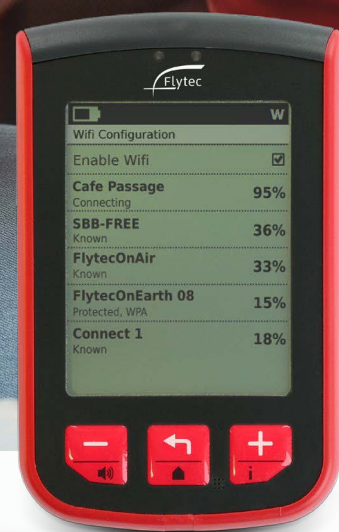 Flytec
W
Wifi Configuration
Enable Wifi
Cafe Passage 95%
Connecting
SBB-FREE 36%
Known
FlytecOnAir 33%
Known
FlytecOnEarth 08 15%
Protected, WPA
Connect 1 18%
Known
− +
i